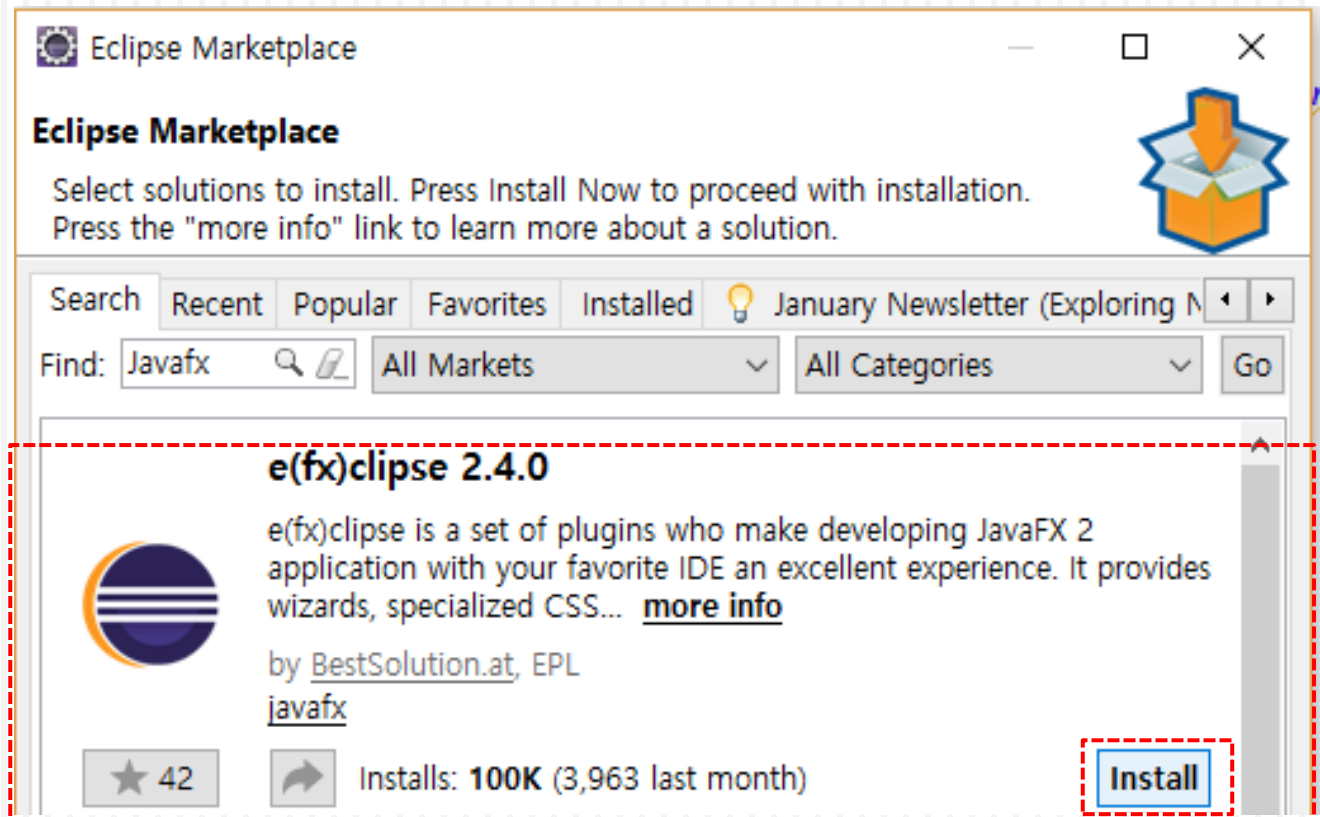 Eclipse Marketplace
Eclipse Marketplace
Select solutions to install. Press Install Now to proceed with installation.
Press the "more info" link to learn more about a solution.
Search Recent Popular Favorites Installed January Newsletter (Exploring
Find: Javafx All Markets All Categories Go
e(fx)clipse 2.4.0
e(fx)clipse is a set of plugins who make developing JavaFX 2
application with your favorite IDE an excellent experience. It provides
wizards, specialized CSS... more info
by BestSolution.at, EPL
javafx
42 Installs: 100K (3,963 last month) Install